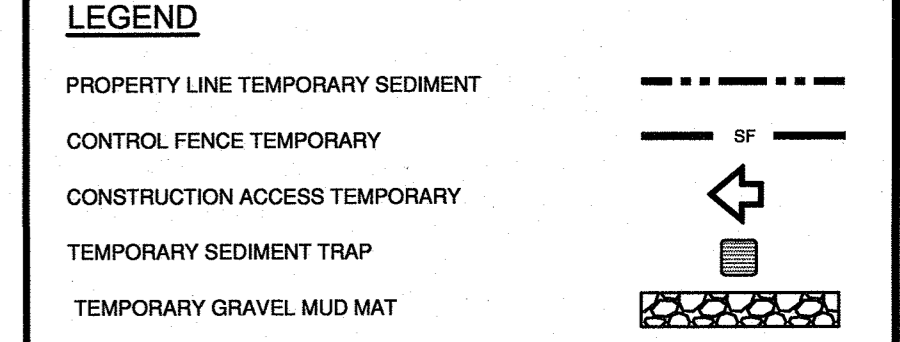 LEGEND
PROPERTY LINE TEMPORARY SEDIMENT
CONTROL FENCE TEMPORARY SF
CONSTRUCTION ACCESS TEMPORARY
TEMPORARY SEDIMENT TRAP
TEMPORARY GRAVEL MUD MAT